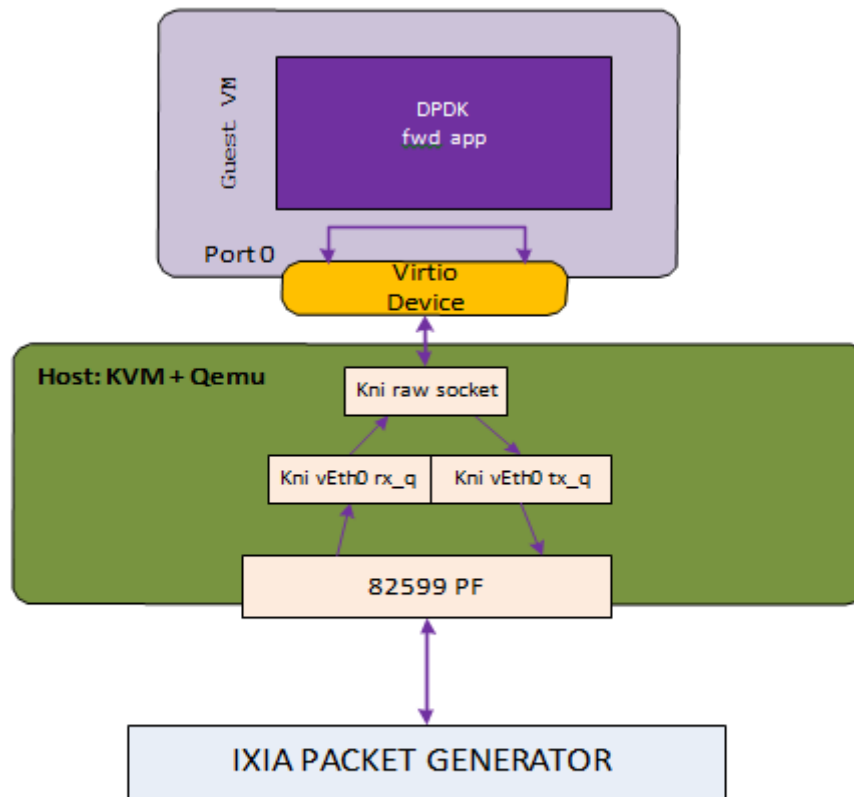 Guest VM
DPDK
fwd app
Port 0
Virtio
Device
Host: KVM + Qemu
Kni raw socket
Kni vEth0 rx_q
Kni vEth0 tx_q
82599 PF
IXIA PACKET GENERATOR